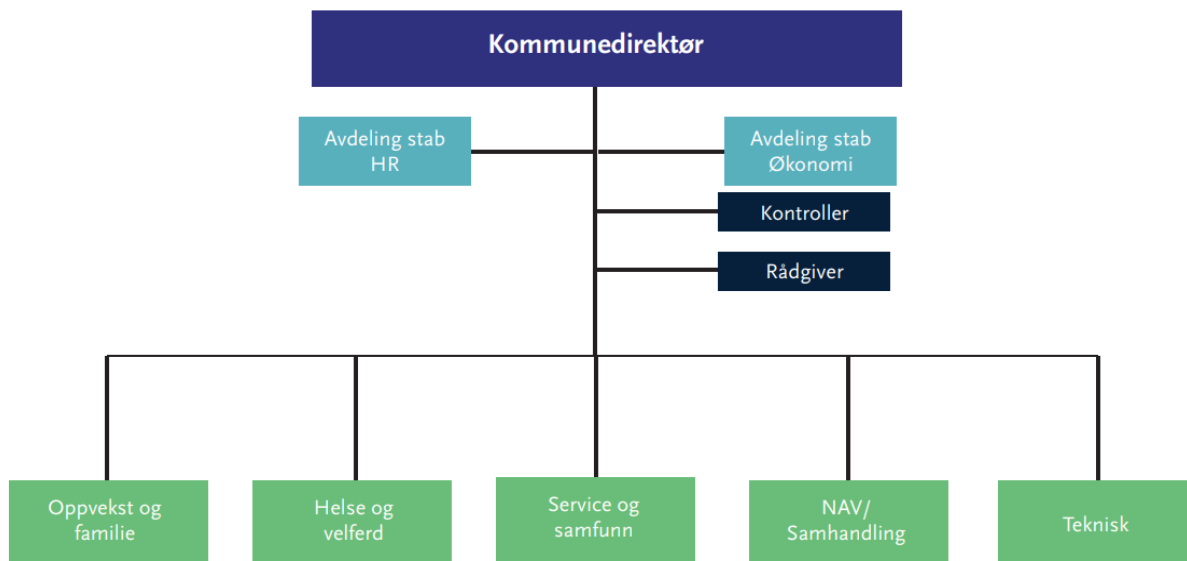 Kommunedirektør
Avdeling stab
HR
Avdeling stab
Økonomi
Kontroller
Rådgiver
Oppvekst og
familie
Helse og
velferd
Service og
samfunn
NAV/
Samhandling
Teknisk